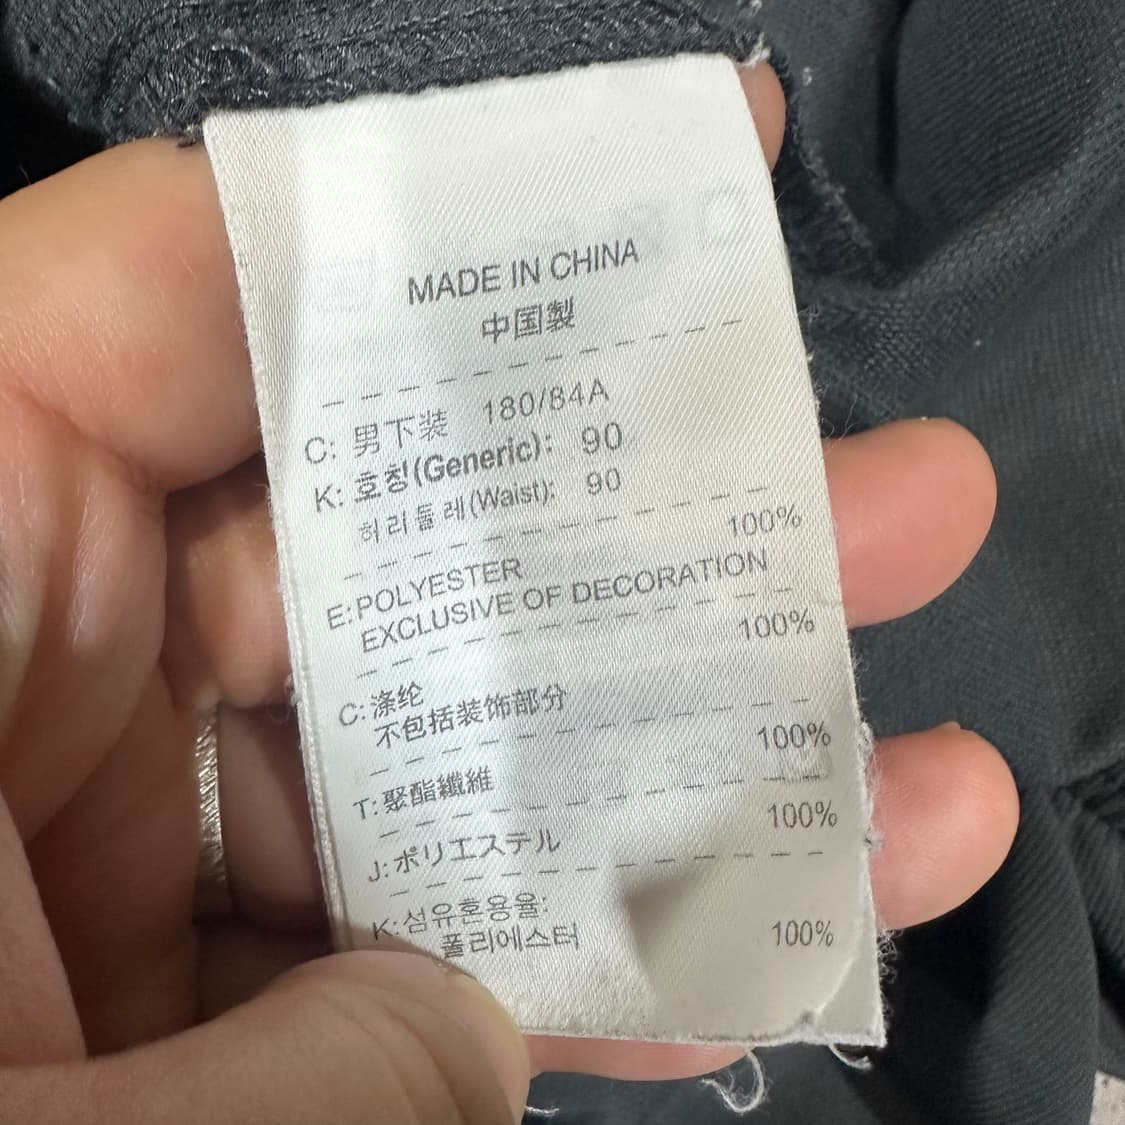 MADE IN CHINA
中国製
C: 男下装 180/84A
K: 호칭(Generic): 90
허리둘레(Waist): 90
100%
E: POLYESTER
EXCLUSIVE OF DECORATION
100%
C: 涤纶
不包括装饰部分
100%
T: 聚酯纖維
100%
J: ポリエステル
K: 섬유혼용율:
폴리에스터 100%